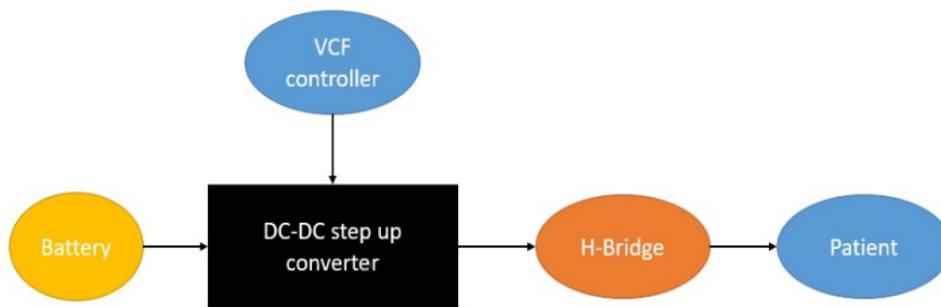 VCF
controller
Battery
DC-DC step up
converter
H-Bridge
Patient